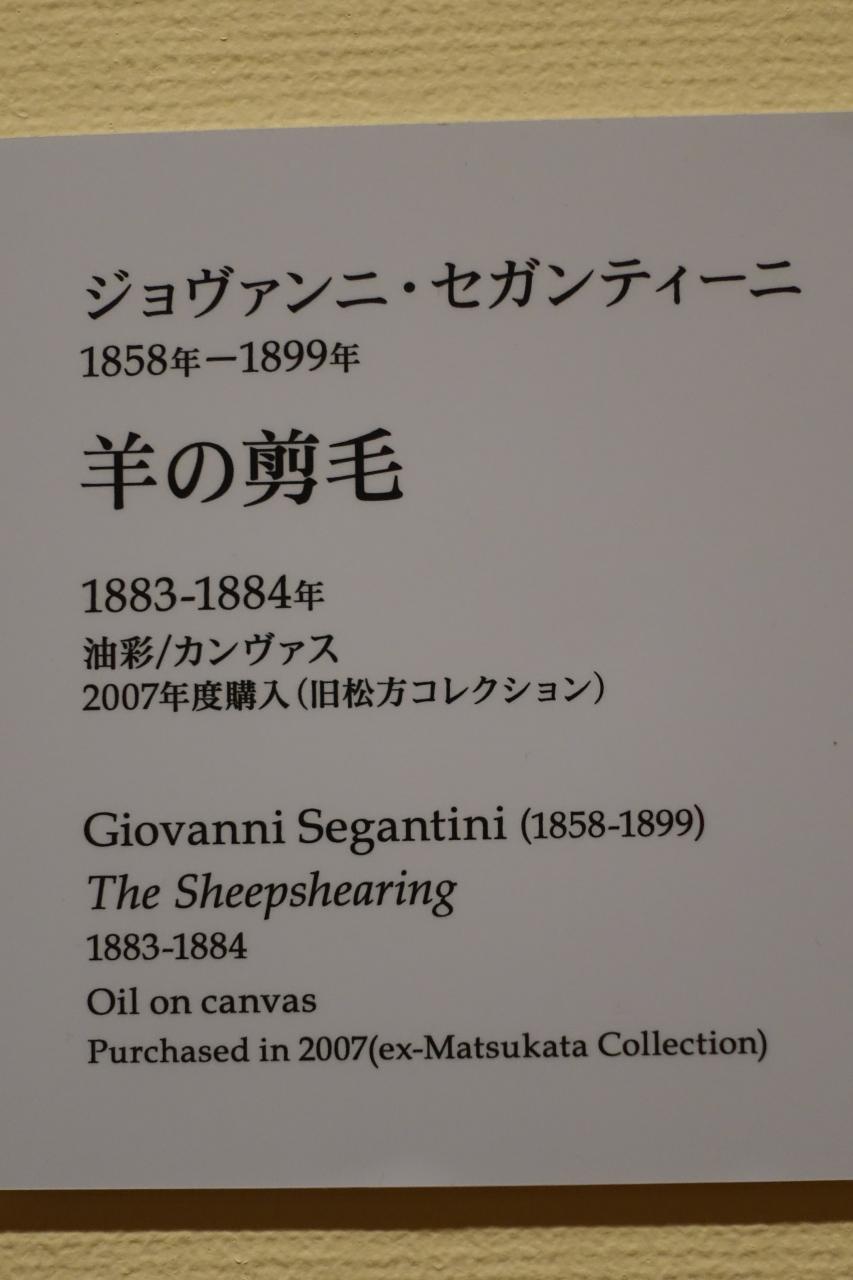 ジョヴァンニ・セガンティーニ
1858年－1899年
羊の剪毛
1883-1884年
油彩/カンヴァス
2007年度購入（旧松方コレクション）
Giovanni Segantini (1858-1899)
The Sheepshearing
1883-1884
Oil on canvas
Purchased in 2007(ex-Matsukata Collection)